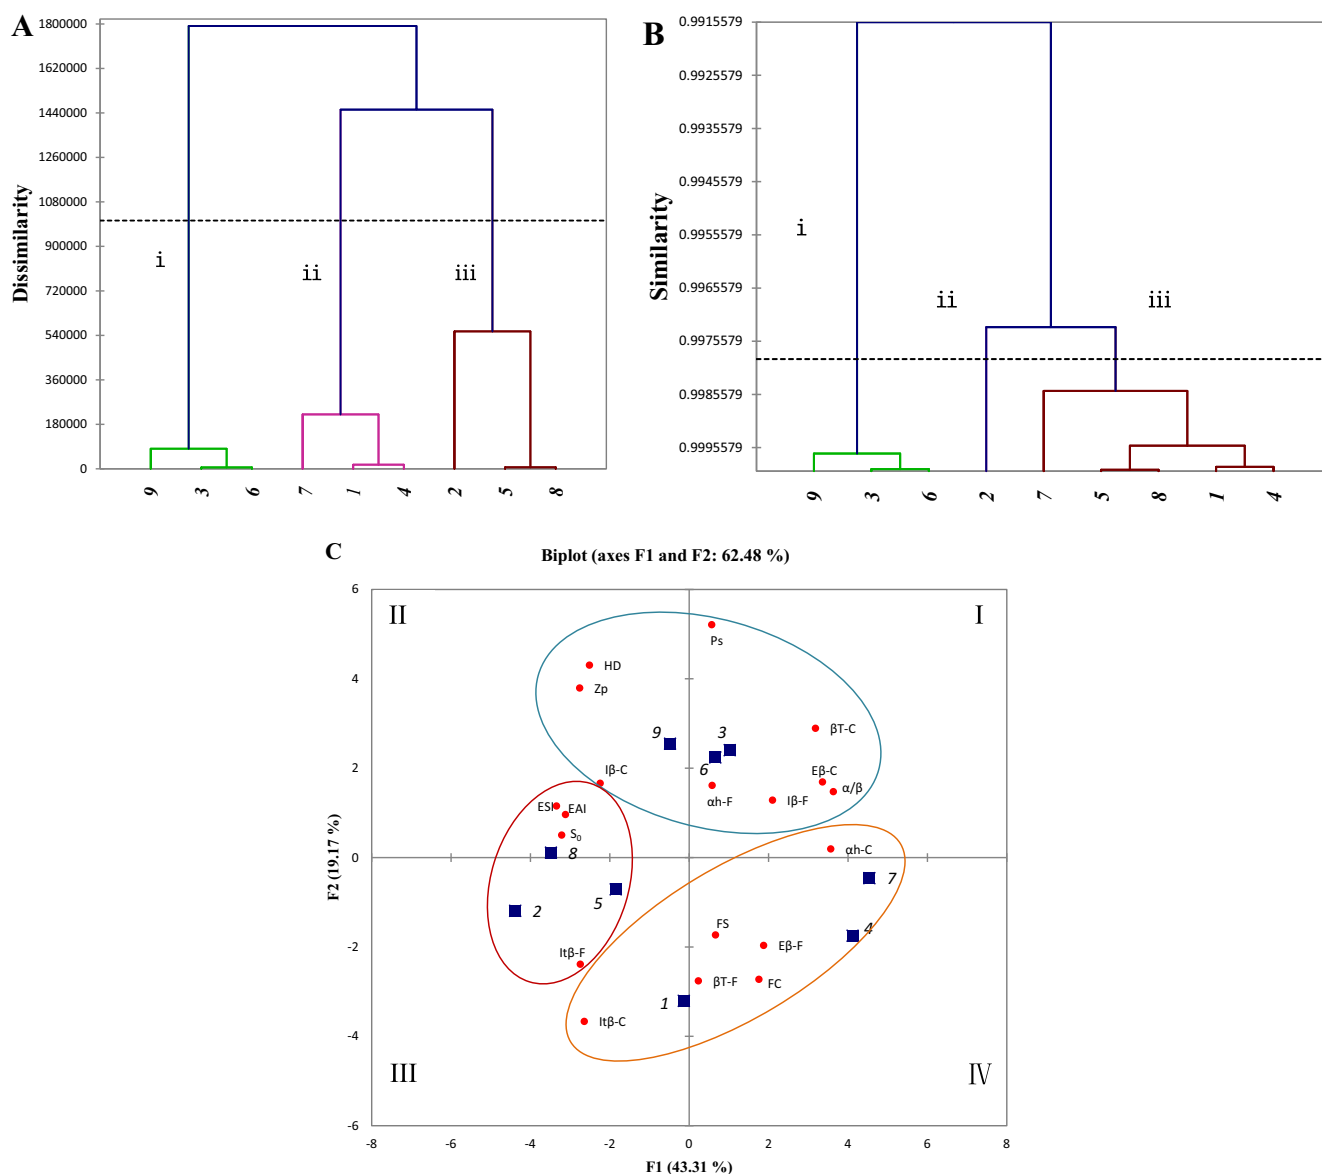 A
Dissimilarity
1800000
1620000
1440000
1260000
1080000
900000
720000
540000
360000
180000
0
i
ii
iii
9 3 6 7 1 4 2 5 8
B
Similarity
0.9915579
0.9925579
0.9935579
0.9945579
0.9955579
0.9965579
0.9975579
0.9985579
0.9995579
i
ii
iii
9 3 6 2 7 5 8 1 4
C
Biplot (axes F1 and F2: 62.48 %)
F2 (19.17 %)
6
4
2
0
-2
-4
-6
II
I
Ps
HD
Zp
9
3
βT-C
6
Iβ-C
Eβ-C
α/β
αh-F
Iβ-F
ESI
EAI
S₀
8
αh-C
7
5
2
4
FS
Eβ-F
Itβ-F
βT-F
FC
1
Itβ-C
III
IV
-8 -6 -4 -2 0 2 4 6 8
F1 (43.31 %)